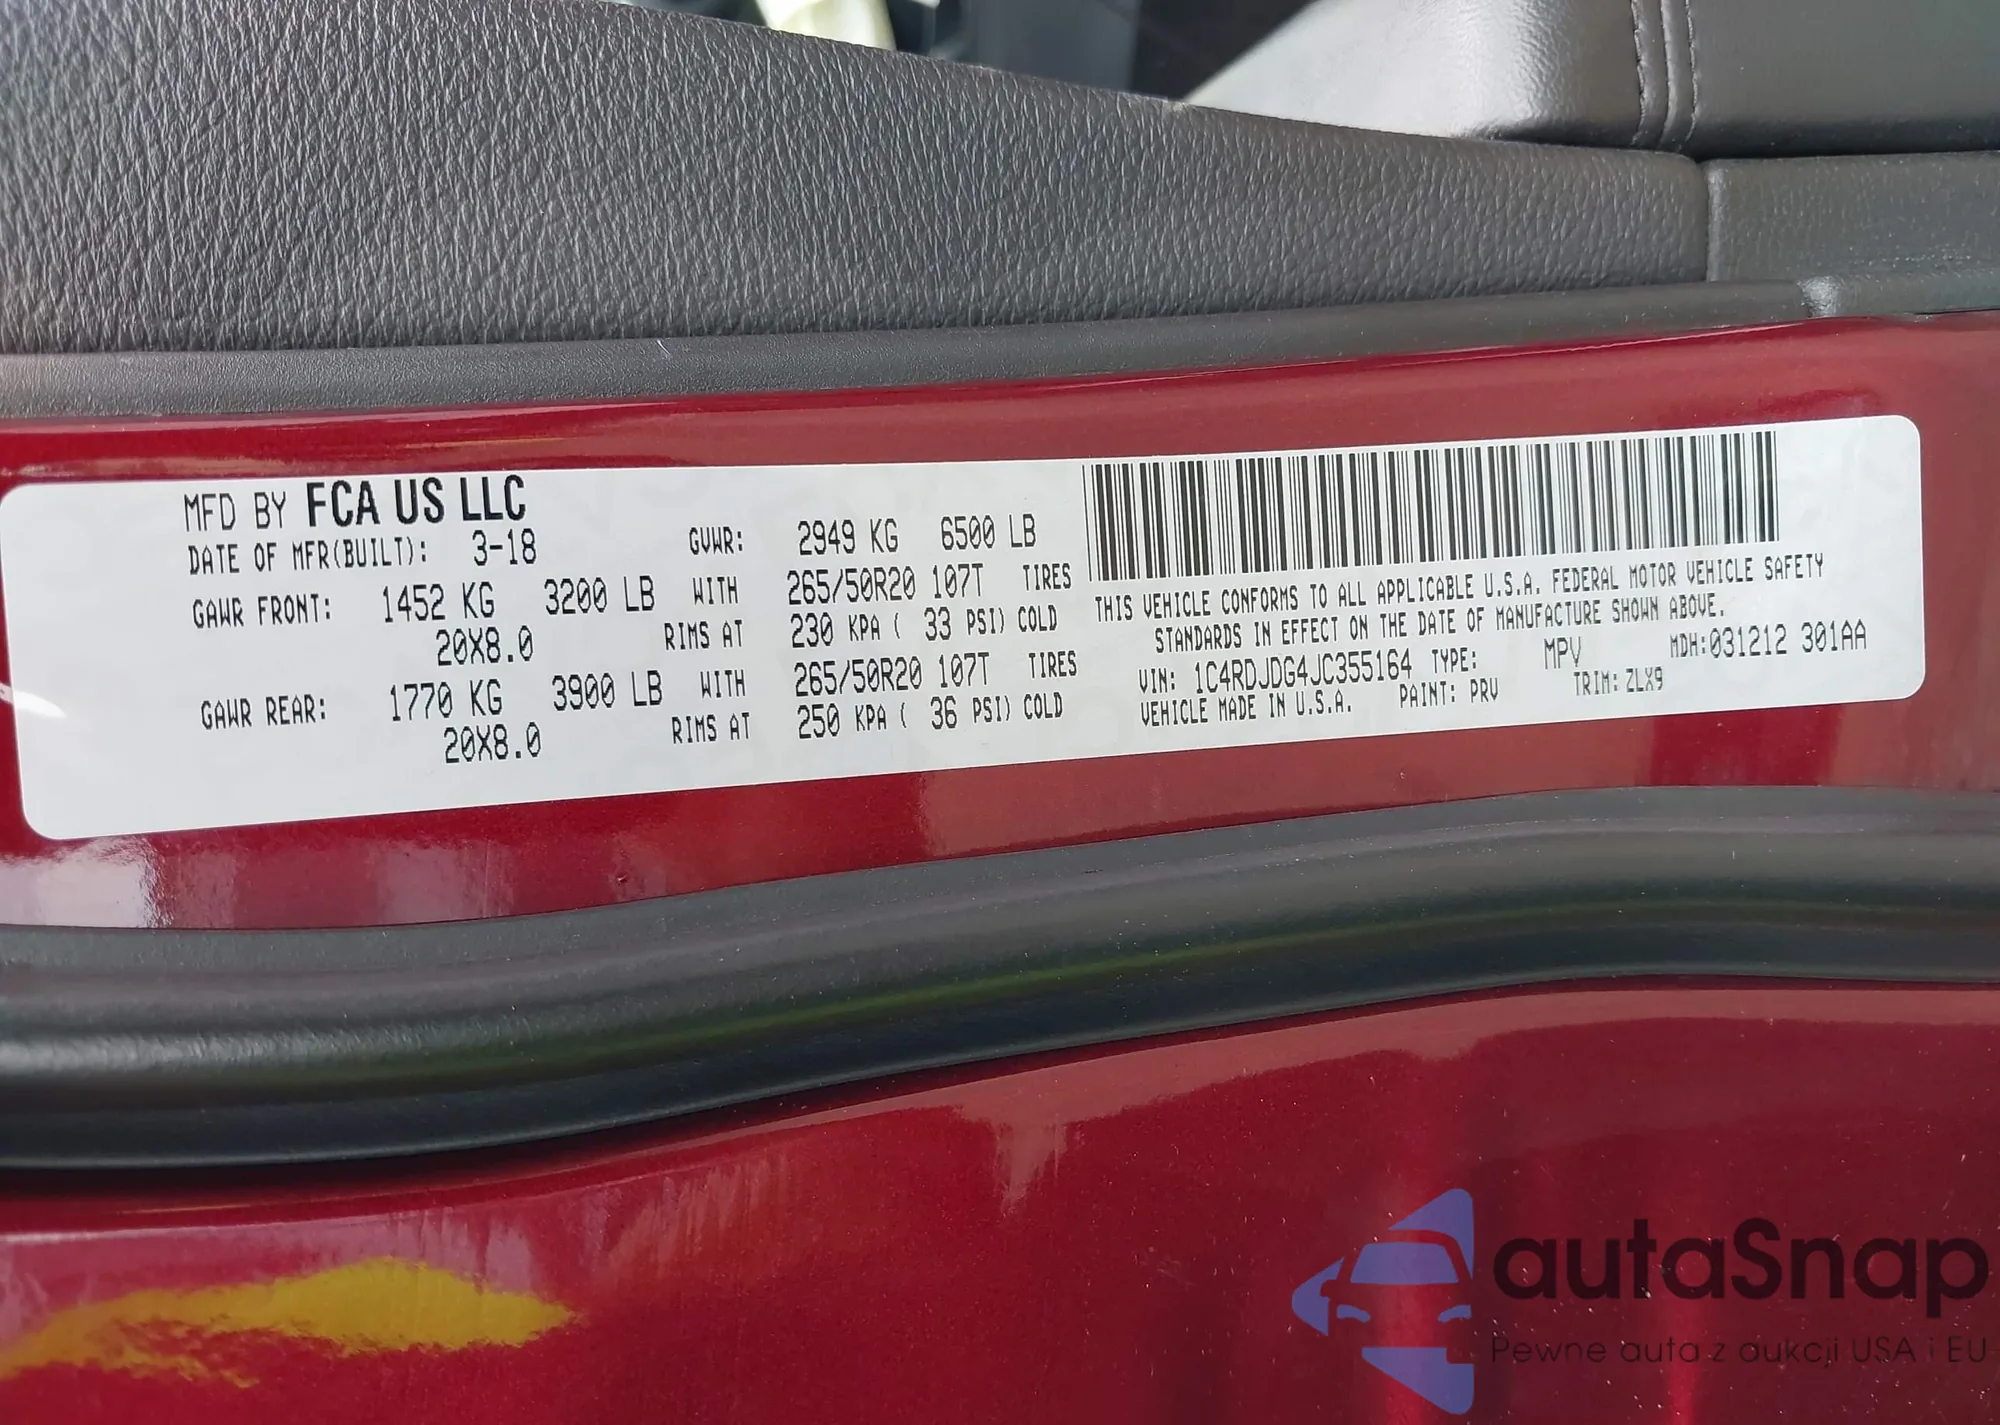 MFD BY FCA US LLC
DATE OF MFR(BUILT): 3-18 GVWR: 2949 KG 6500 LB
GAWR FRONT: 1452 KG 3200 LB WITH 265/50R20 107T TIRES
20X8.0 RIMS AT 230 KPA ( 33 PSI) COLD
GAWR REAR: 1770 KG 3900 LB WITH 265/50R20 107T TIRES
20X8.0 RIMS AT 250 KPA ( 36 PSI) COLD
THIS VEHICLE CONFORMS TO ALL APPLICABLE U.S.A. FEDERAL MOTOR VEHICLE SAFETY
STANDARDS IN EFFECT ON THE DATE OF MANUFACTURE SHOWN ABOVE.
VIN: 1C4RDJDG4JC355164 TYPE: MPV MDH:031212 301AA
VEHICLE MADE IN U.S.A. PAINT: PRV TRIM: ZLX9
autaSnap
Pewne auta z aukcji USA i EU